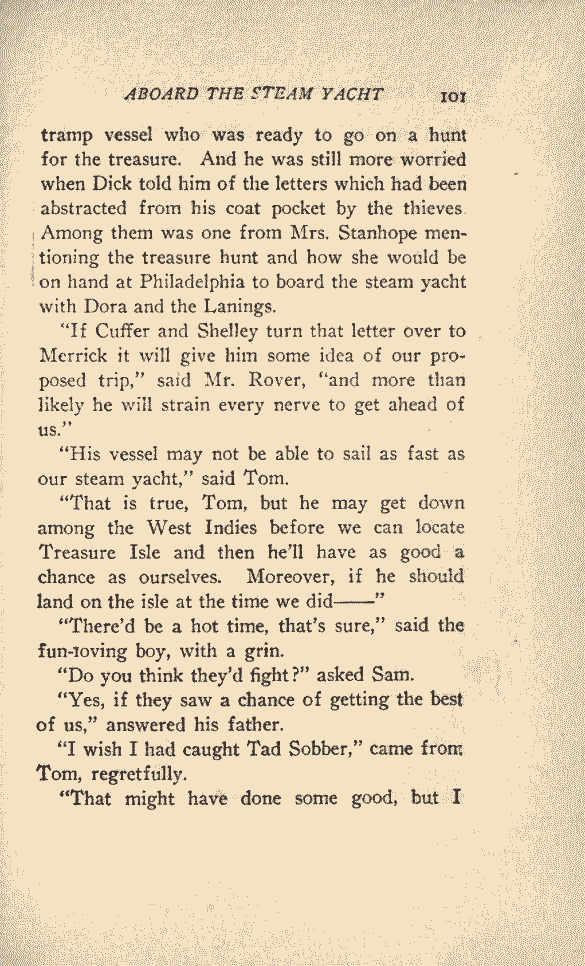 ABOARD THE STEAM YACHT 101
tramp vessel who was ready to go on a hunt
for the treasure. And he was still more worried
when Dick told him of the letters which had been
abstracted from his coat pocket by the thieves.
Among them was one from Mrs. Stanhope men-
tioning the treasure hunt and how she would be
on hand at Philadelphia to board the steam yacht
with Dora and the Lanings.
“If Cuffer and Shelley turn that letter over to
Merrick it will give him some idea of our pro-
posed trip,” said Mr. Rover, “and more than
likely he will strain every nerve to get ahead of
us.”
“His vessel may not be able to sail as fast as
our steam yacht,” said Tom.
“That is true, Tom, but he may get down
among the West Indies before we can locate
Treasure Isle and then he’ll have as good a
chance as ourselves. Moreover, if he should
land on the isle at the time we did——”
“There’d be a hot time, that’s sure,” said the
fun-loving boy, with a grin.
“Do you think they’d fight?” asked Sam.
“Yes, if they saw a chance of getting the best
of us,” answered his father.
“I wish I had caught Tad Sobber,” came from
Tom, regretfully.
“That might have done some good, but I